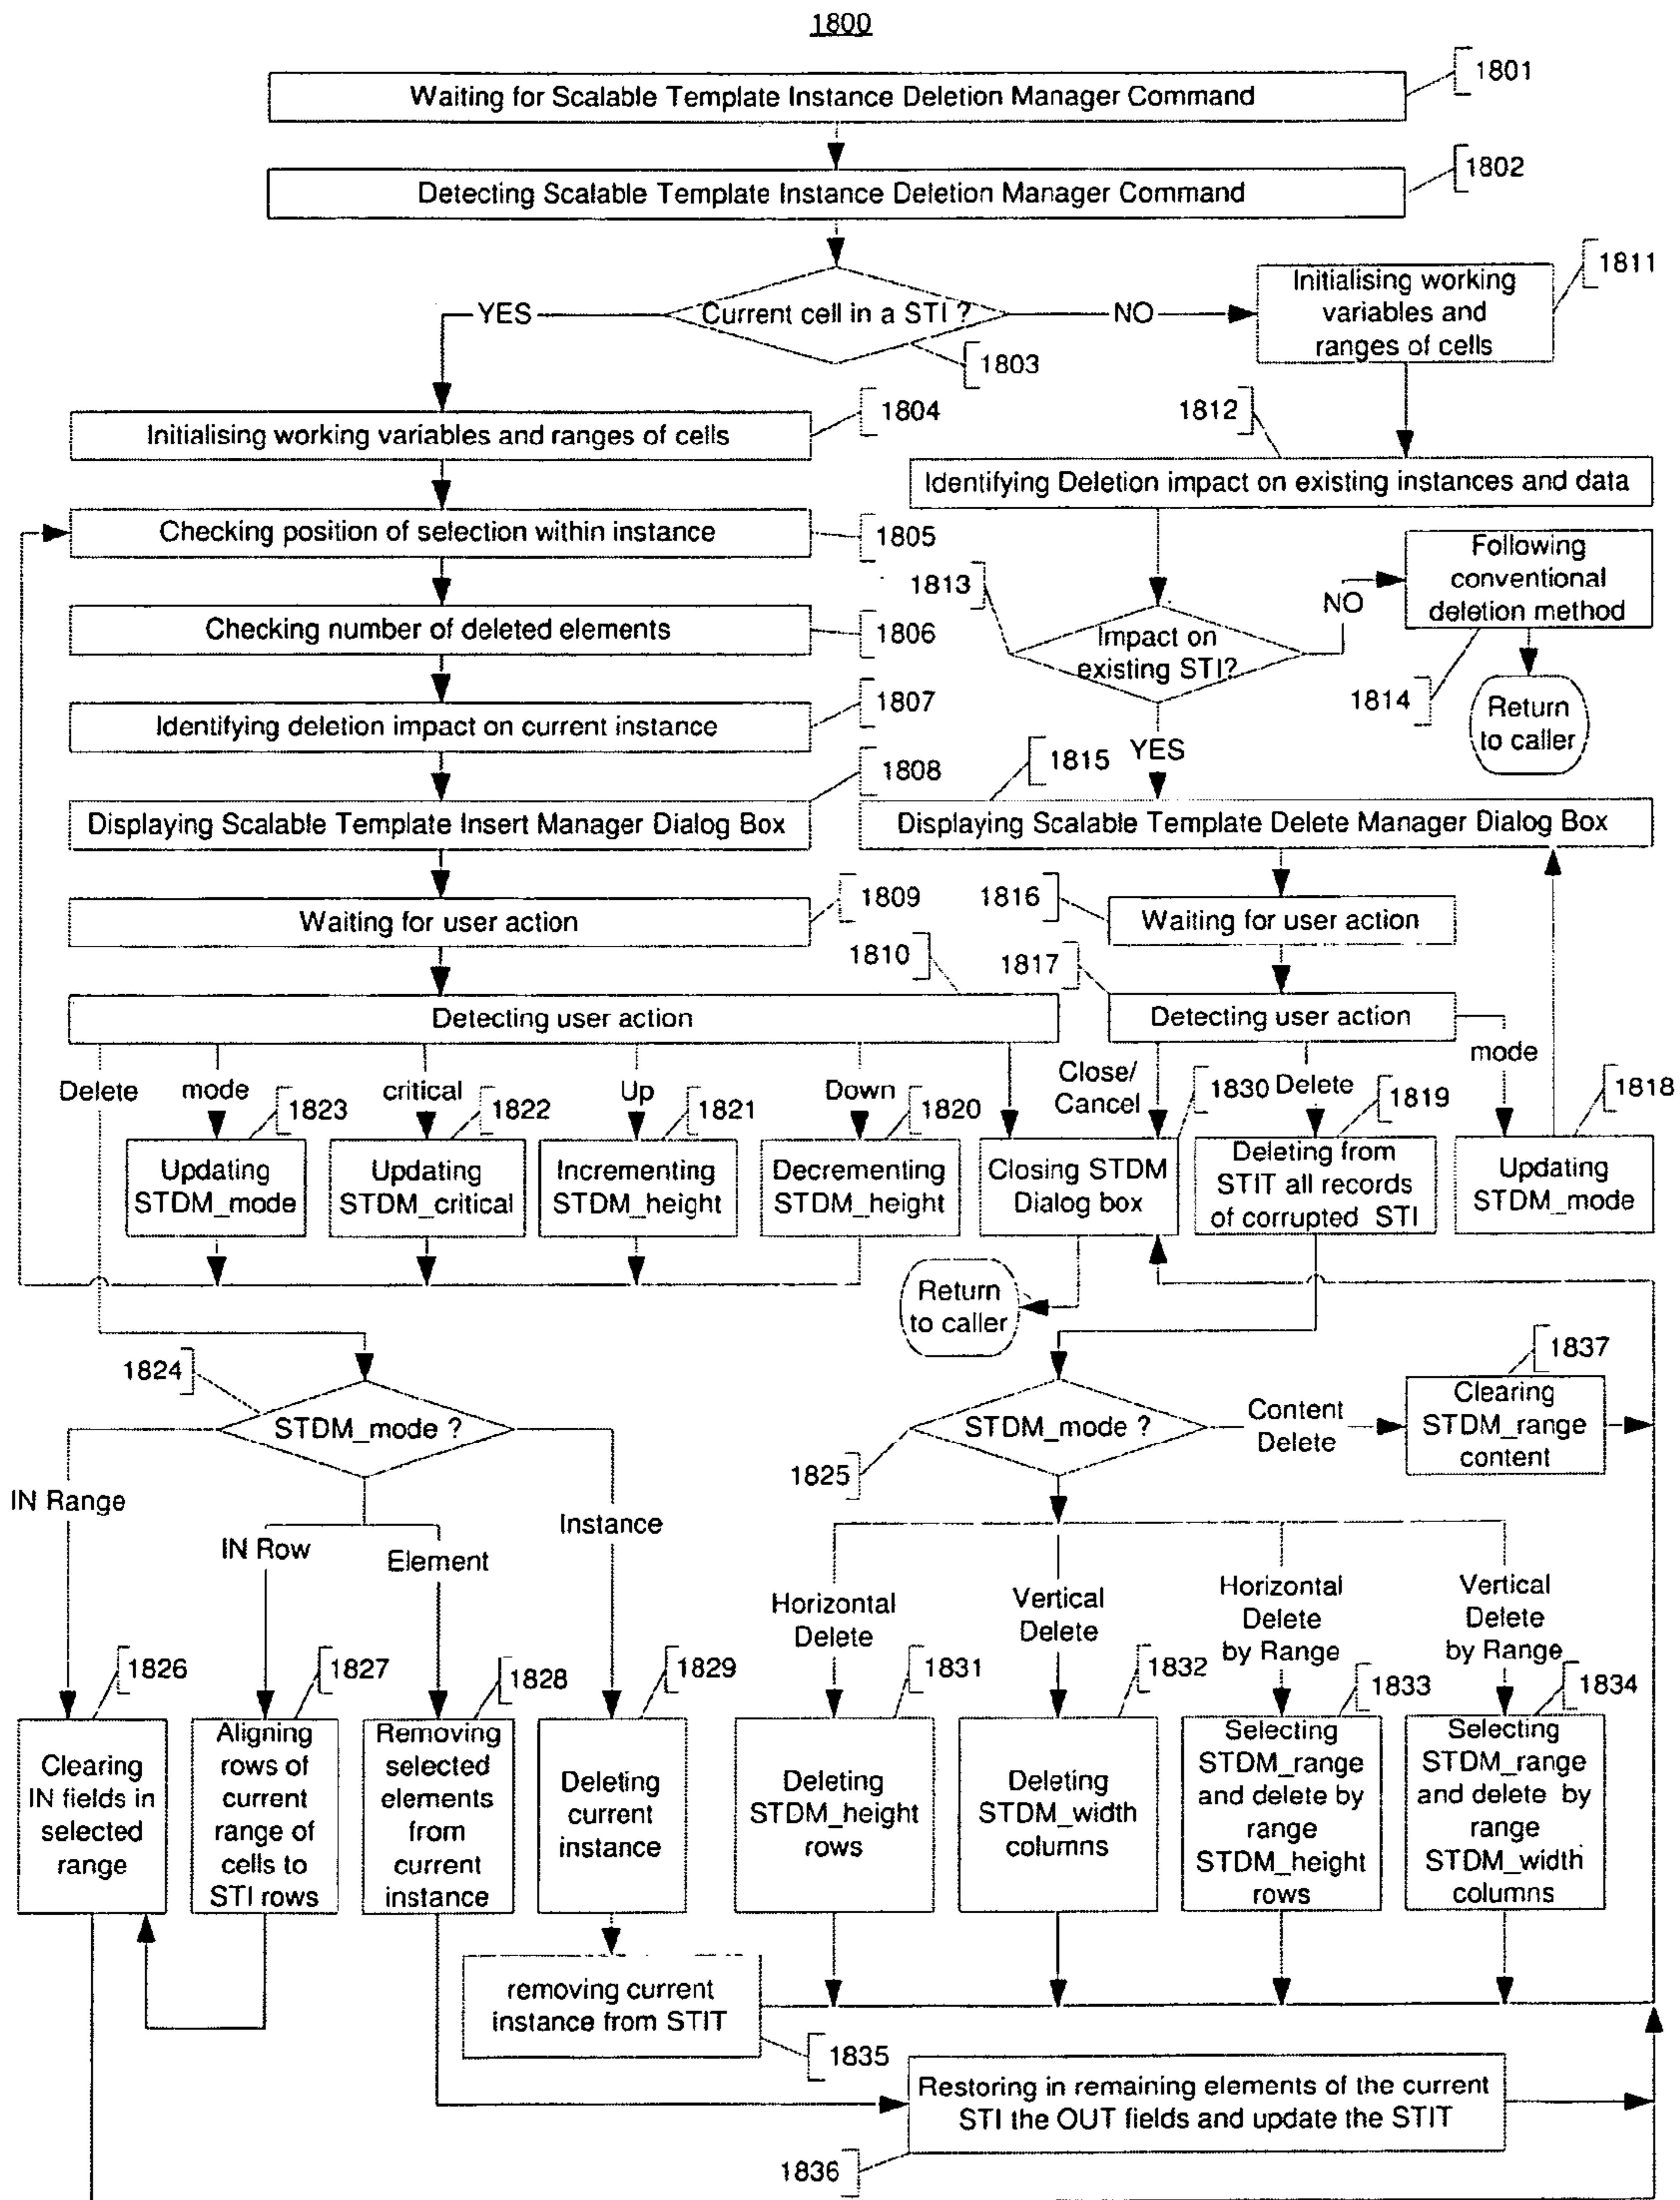 1800
Waiting for Scalable Template Instance Deletion Manager Command
1801
Detecting Scalable Template Instance Deletion Manager Command
1802
Current cell in a STI ?
YES
NO
1803
Initialising working
variables and
ranges of cells
1811
Initialising working variables and ranges of cells
1804
1812
Identifying Deletion impact on existing instances and data
Checking position of selection within instance
1805
1813
Impact on
existing STI?
NO
YES
Following
conventional
deletion method
1814
Return
to caller
Checking number of deleted elements
1806
Identifying deletion impact on current instance
1807
1808
1815
Displaying Scalable Template Insert Manager Dialog Box
Displaying Scalable Template Delete Manager Dialog Box
Waiting for user action
1809
1816
Waiting for user action
1810
1817
Detecting user action
Detecting user action
Delete
mode
1823
critical
1822
Up
1821
Down
1820
Close/
Cancel
1830
Delete
1819
mode
1818
Updating
STDM_mode
Updating
STDM_critical
Incrementing
STDM_height
Decrementing
STDM_height
Closing STDM
Dialog box
Deleting from
STIT all records
of corrupted STI
Updating
STDM_mode
Return
to caller
1824
STDM_mode ?
1825
STDM_mode ?
Content
Delete
1837
Clearing
STDM_range
content
IN Range
IN Row
Element
Instance
Horizontal
Delete
Vertical
Delete
Horizontal
Delete
by Range
Vertical
Delete
by Range
1826
1827
1828
1829
1831
1832
1833
1834
Clearing
IN fields in
selected
range
Aligning
rows of
current
range of
cells to
STI rows
Removing
selected
elements
from
current
instance
Deleting
current
instance
Deleting
STDM_height
rows
Deleting
STDM_width
columns
Selecting
STDM_range
and delete by
range
STDM_height
rows
Selecting
STDM_range
and delete by
range
STDM_width
columns
removing current
instance from STIT
1835
Restoring in remaining elements of the current
STI the OUT fields and update the STIT
1836